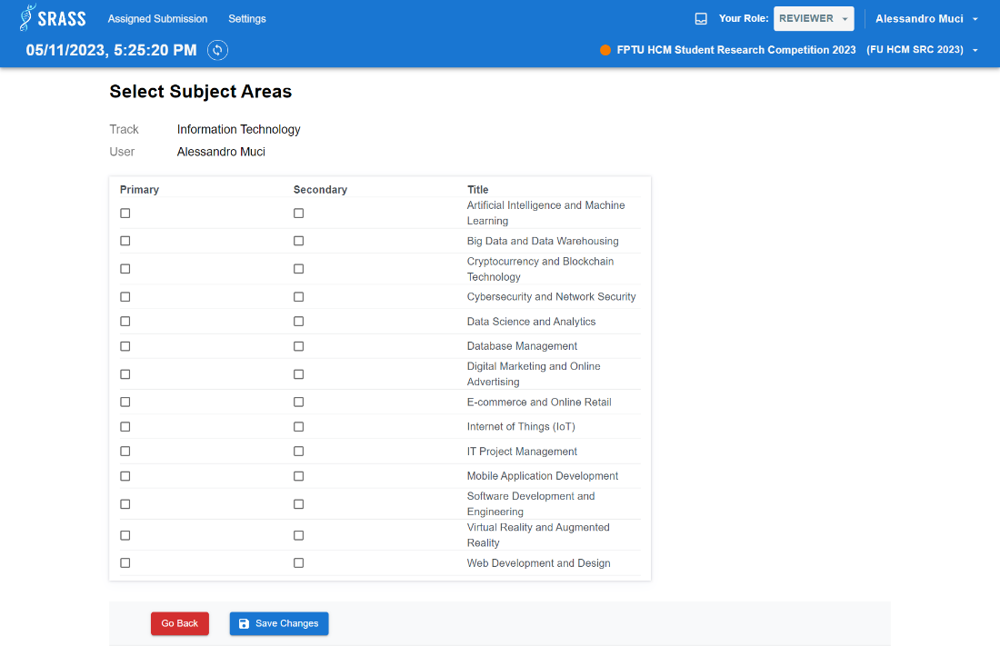 SRASS Assigned Submission Settings Your Role: REVIEWER Alessandro Muci
05/11/2023, 5:25:20 PM FPTU HCM Student Research Competition 2023 (FU HCM SRC 2023)
Select Subject Areas
Track Information Technology
User Alessandro Muci
Primary Secondary Title
Artificial Intelligence and Machine
Learning
Big Data and Data Warehousing
Cryptocurrency and Blockchain
Technology
Cybersecurity and Network Security
Data Science and Analytics
Database Management
Digital Marketing and Online
Advertising
E-commerce and Online Retail
Internet of Things (IoT)
IT Project Management
Mobile Application Development
Software Development and
Engineering
Virtual Reality and Augmented
Reality
Web Development and Design
Go Back Save Changes